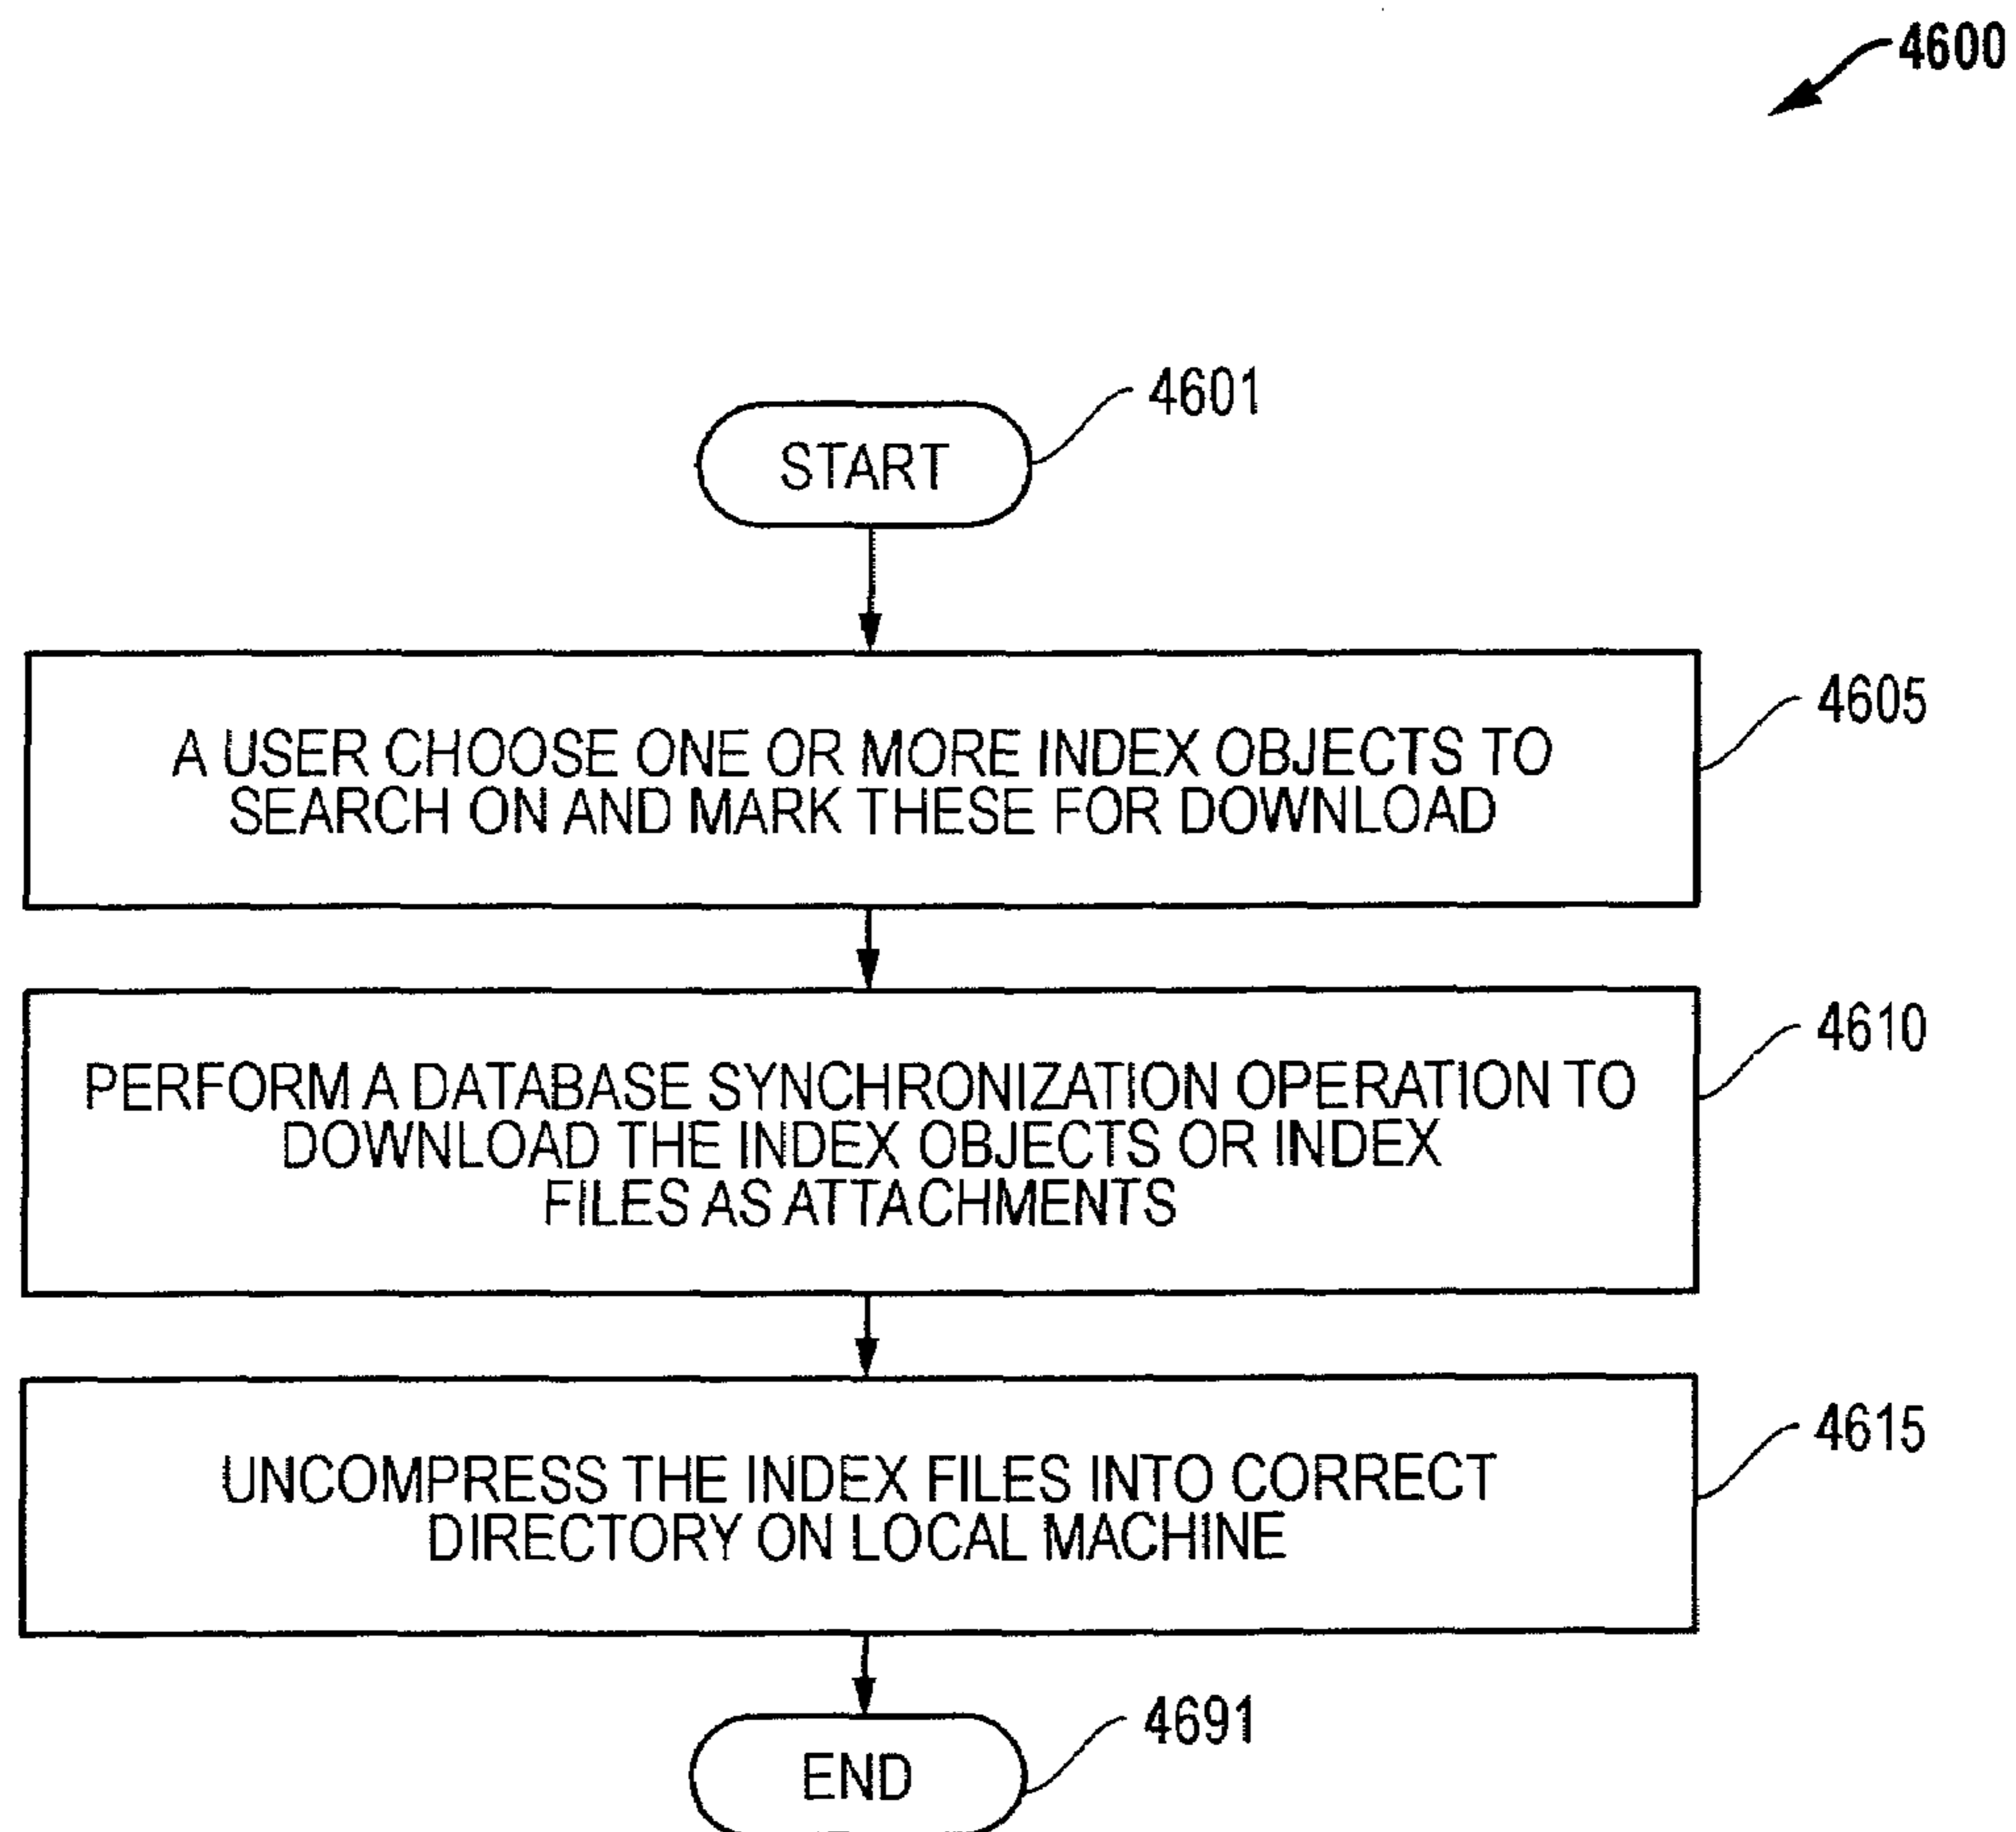 4600
START
4601
A USER CHOOSE ONE OR MORE INDEX OBJECTS TO
SEARCH ON AND MARK THESE FOR DOWNLOAD
4605
PERFORM A DATABASE SYNCHRONIZATION OPERATION TO
DOWNLOAD THE INDEX OBJECTS OR INDEX
FILES AS ATTACHMENTS
4610
UNCOMPRESS THE INDEX FILES INTO CORRECT
DIRECTORY ON LOCAL MACHINE
4615
END
4691